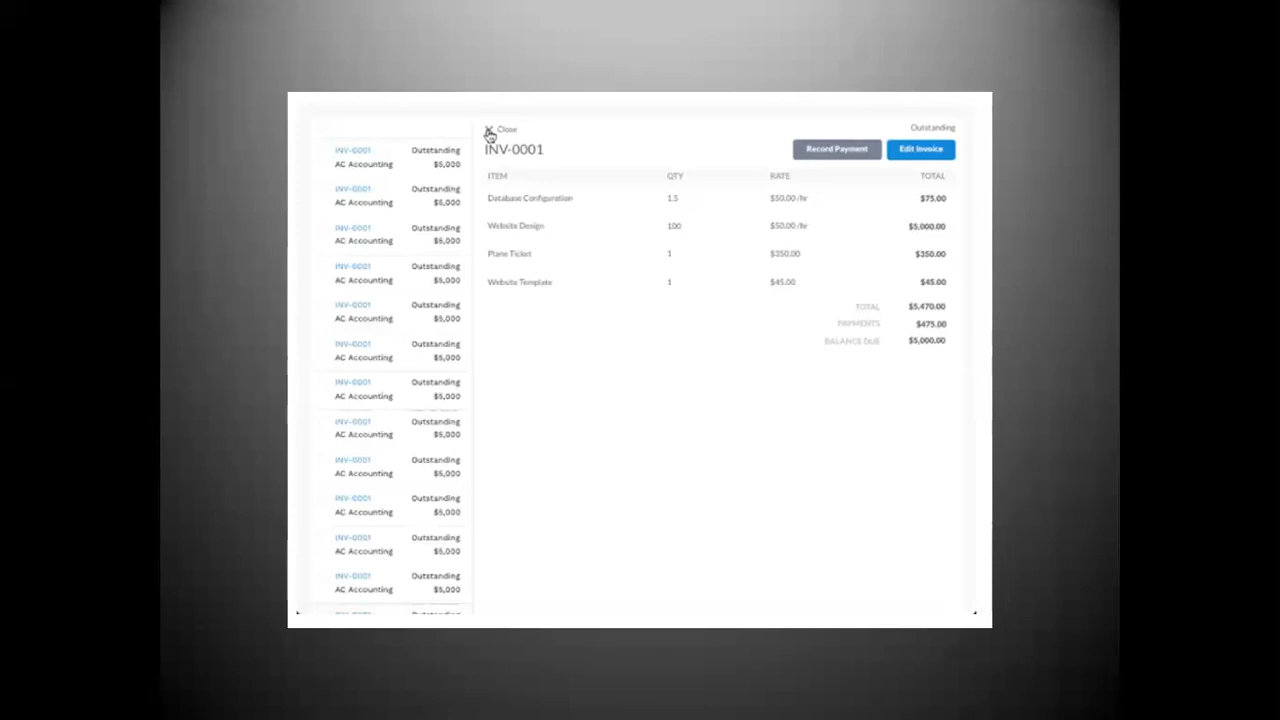 INV-0001 Outstanding
AC Accounting $5,000
INV-0001 Outstanding
AC Accounting $5,000
INV-0001 Outstanding
AC Accounting $5,000
INV-0001 Outstanding
AC Accounting $5,000
INV-0001 Outstanding
AC Accounting $5,000
INV-0001 Outstanding
AC Accounting $5,000
INV-0001 Outstanding
AC Accounting $5,000
INV-0001 Outstanding
AC Accounting $5,000
INV-0001 Outstanding
AC Accounting $5,000
INV-0001 Outstanding
AC Accounting $5,000
INV-0001 Outstanding
AC Accounting $5,000
INV-0001 Outstanding
AC Accounting $5,000
Close Outstanding
INV-0001 Record Payment Edit Invoice
ITEM QTY RATE TOTAL
Database Configuration 1.5 $50.00 /hr $75.00
Website Design 100 $50.00 /hr $5,000.00
Plane Ticket 1 $350.00 $350.00
Website Template 1 $45.00 $45.00
TOTAL $5,470.00
PAYMENTS $475.00
BALANCE DUE $5,000.00